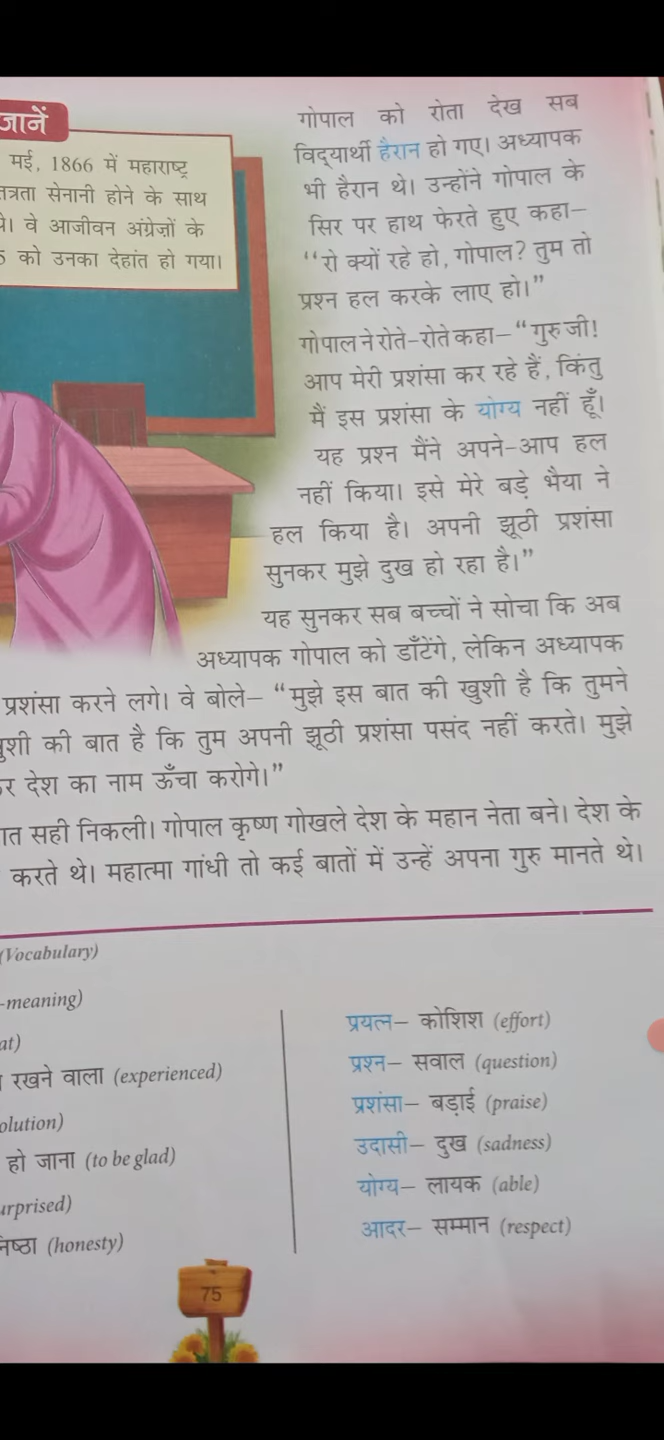 जानें
मई, 1866 में महाराष्ट्र
तंत्रता सेनानी होने के साथ
वे आजीवन अंग्रेज़ों के
5 को उनका देहांत हो गया।
गोपाल को रोता देख सब
विद्यार्थी हैरान हो गए। अध्यापक
भी हैरान थे। उन्होंने गोपाल के
सिर पर हाथ फेरते हुए कहा–
“रो क्यों रहे हो, गोपाल? तुम तो
प्रश्न हल करके लाए हो।”
गोपाल ने रोते-रोते कहा– “गुरु जी!
आप मेरी प्रशंसा कर रहे हैं, किंतु
मैं इस प्रशंसा के योग्य नहीं हूँ।
यह प्रश्न मैंने अपने-आप हल
नहीं किया। इसे मेरे बड़े भैया ने
हल किया है। अपनी झूठी प्रशंसा
सुनकर मुझे दुख हो रहा है।”
यह सुनकर सब बच्चों ने सोचा कि अब
अध्यापक गोपाल को डाँटेंगे, लेकिन अध्यापक
प्रशंसा करने लगे। वे बोले– “मुझे इस बात की खुशी है कि तुमने
की बात है कि तुम अपनी झूठी प्रशंसा पसंद नहीं करते। मुझे
र देश का नाम ऊँचा करोगे।”
ात सही निकली। गोपाल कृष्ण गोखले देश के महान नेता बने। देश के
करते थे। महात्मा गांधी तो कई बातों में उन्हें अपना गुरु मानते थे।
(Vocabulary)
-meaning)
at)
रखने वाला (experienced)
olution)
हो जाना (to be glad)
urprised)
निष्ठा (honesty)
प्रयत्न– कोशिश (effort)
प्रश्न– सवाल (question)
प्रशंसा– बड़ाई (praise)
उदासी– दुख (sadness)
योग्य– लायक (able)
आदर– सम्मान (respect)
75